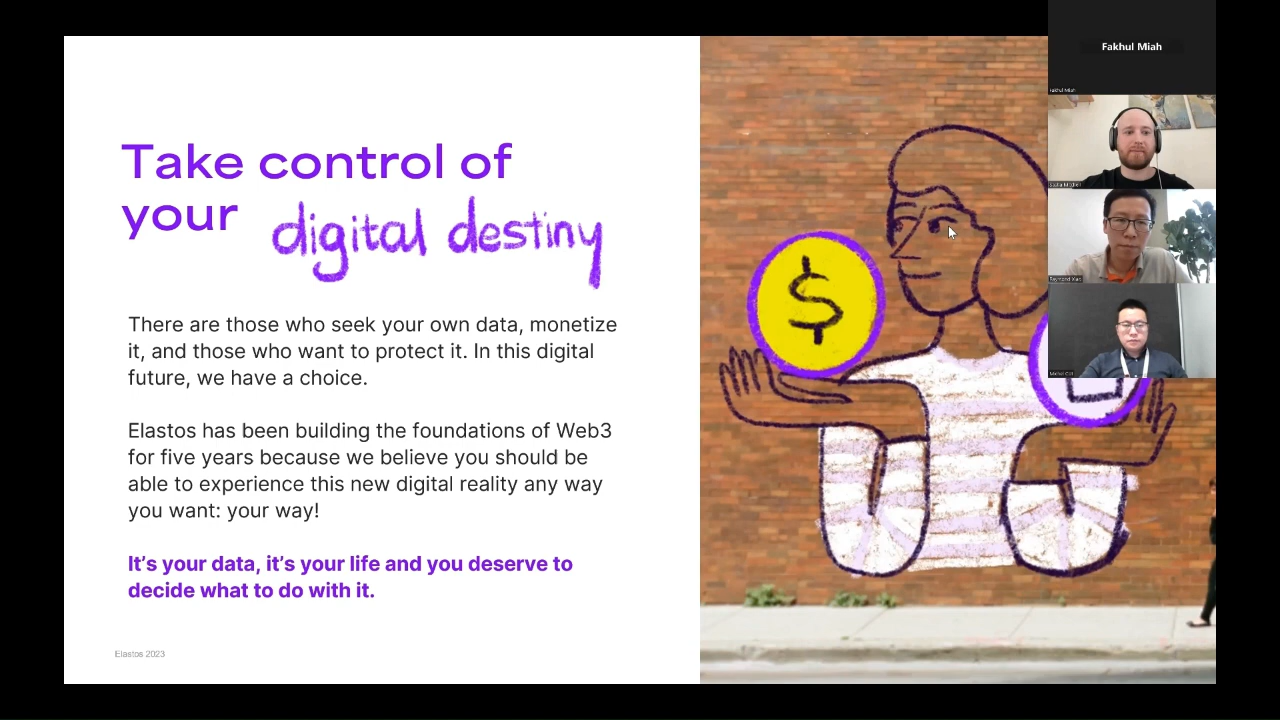 Take control of
your digital destiny
There are those who seek your own data, monetize
it, and those who want to protect it. In this digital
future, we have a choice.
Elastos has been building the foundations of Web3
for five years because we believe you should be
able to experience this new digital reality any way
you want: your way!
It’s your data, it’s your life and you deserve to
decide what to do with it.
Elastos 2023
$
Fakhul Miah
Fakhul Miah